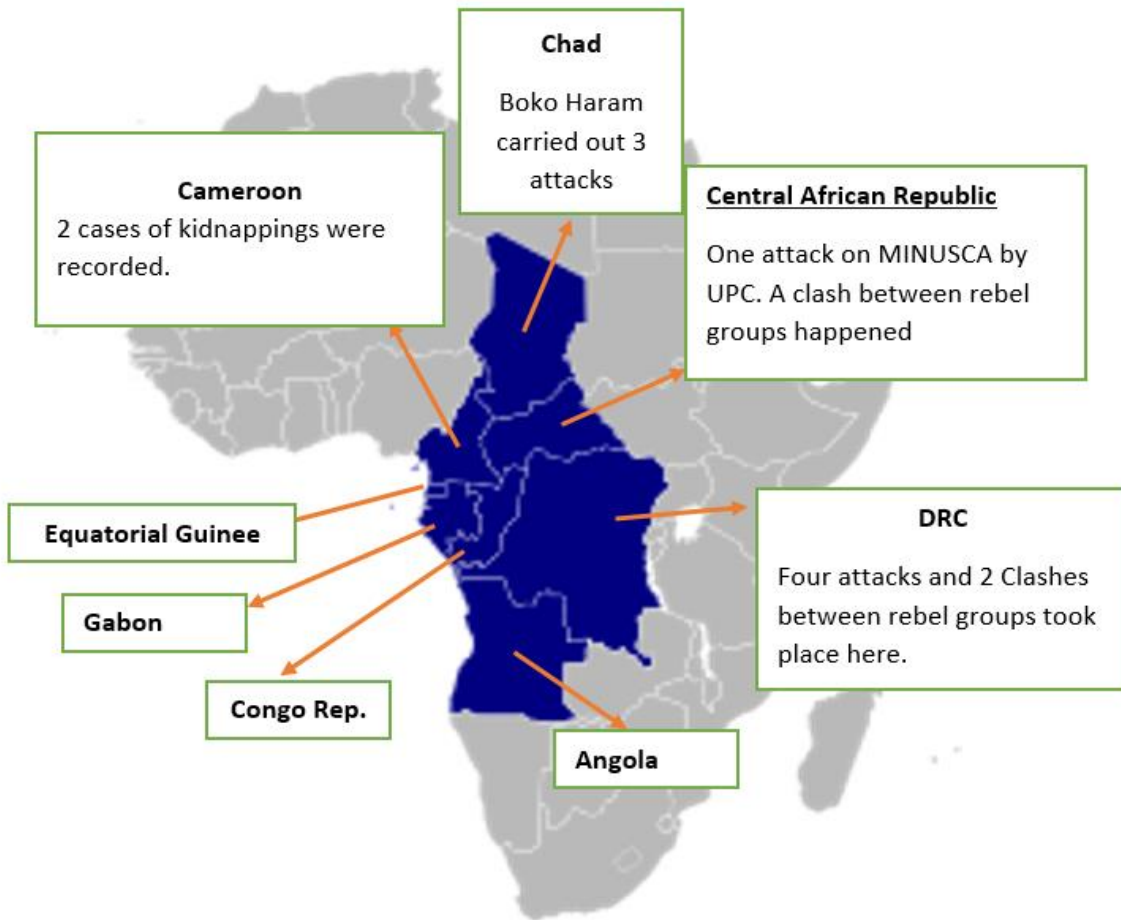 Chad
Boko Haram
carried out 3
attacks
Cameroon
2 cases of kidnappings were
recorded.
Central African Republic
One attack on MINUSCA by
UPC. A clash between rebel
groups happened
Equatorial Guinee
DRC
Four attacks and 2 Clashes
between rebel groups took
place here.
Gabon
Congo Rep.
Angola